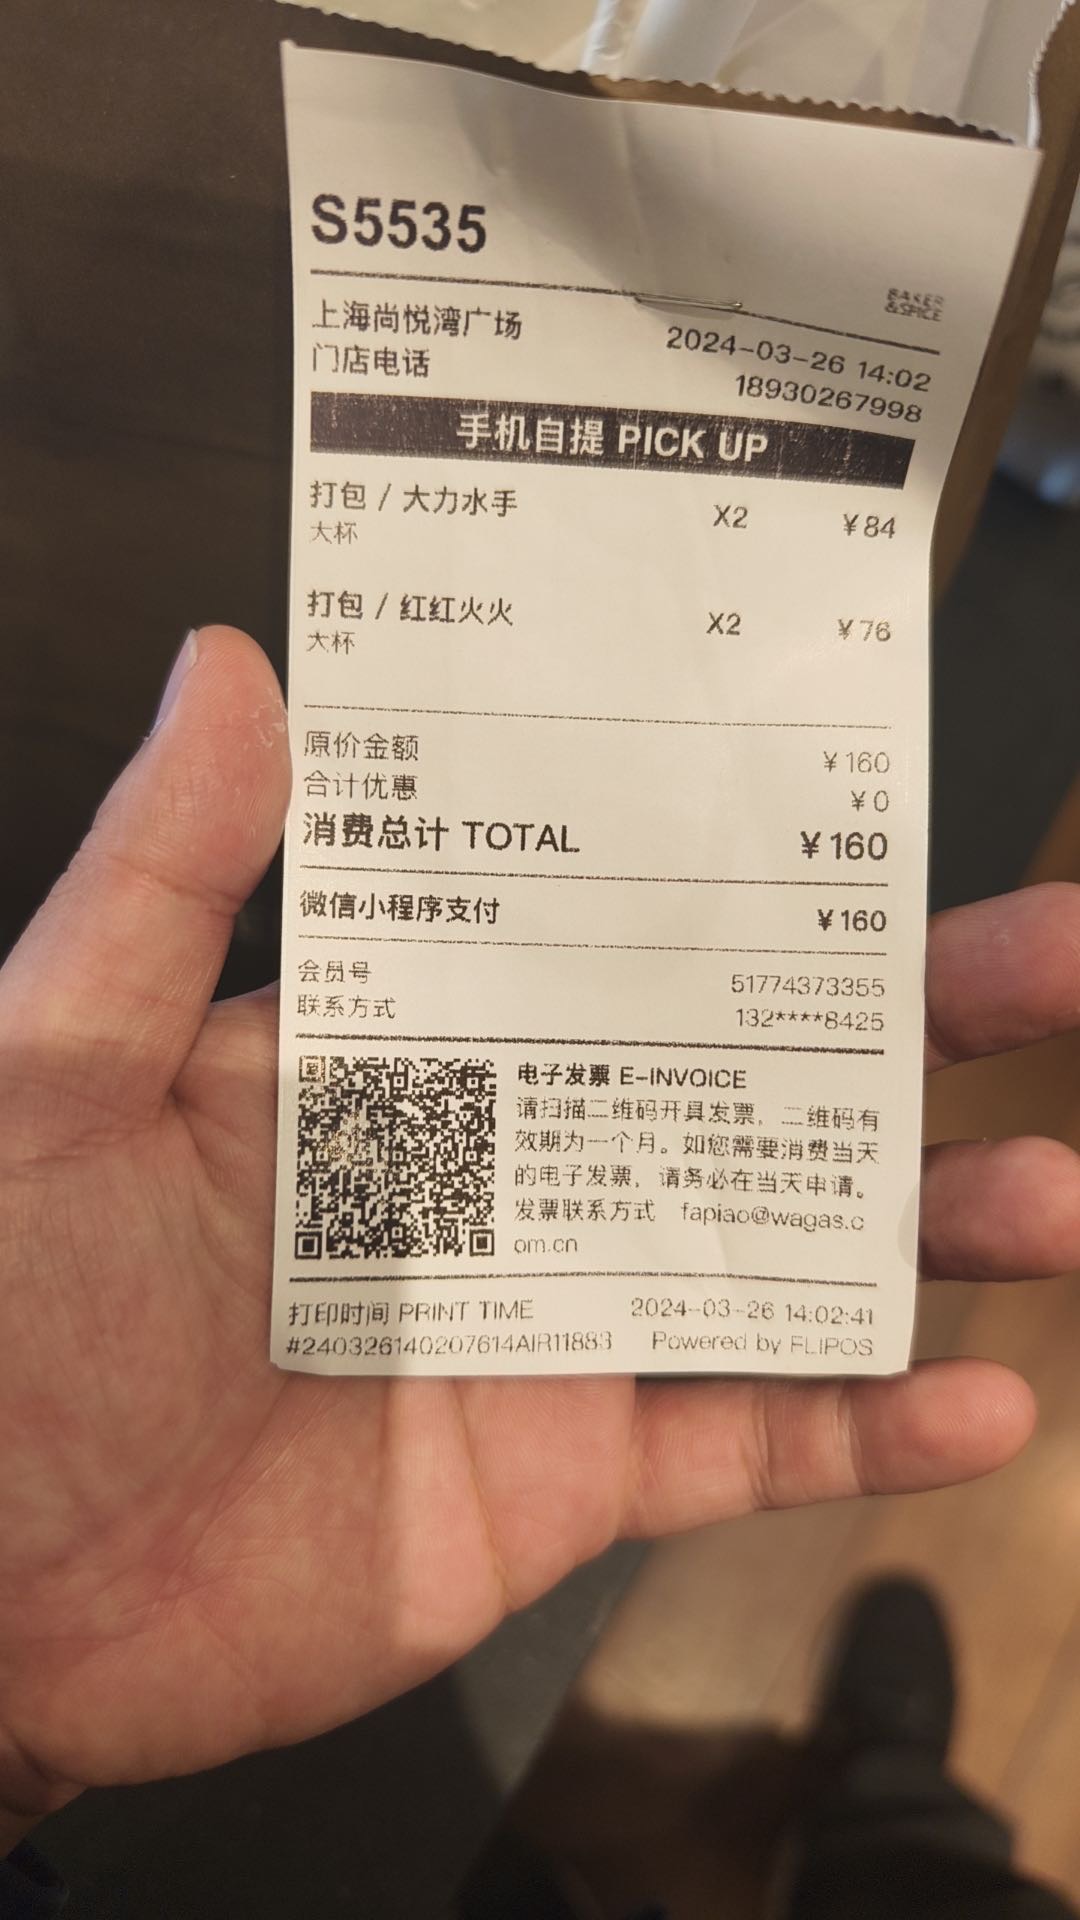 S5535
BAKER
&SPICE
上海尚悦湾广场 2024-03-26 14:02
门店电话 18930267998
手机自提 PICK UP
打包 / 大力水手 X2 ¥84
大杯
打包 / 红红火火 X2 ¥76
大杯
原价金额 ¥160
合计优惠 ¥0
消费总计 TOTAL ¥160
微信小程序支付 ¥160
会员号 51774373355
联系方式 132****8425
电子发票 E-INVOICE
请扫描二维码开具发票，二维码有
效期为一个月。如您需要消费当天
的电子发票，请务必在当天申请。
发票联系方式 fapiao@wagas.c
om.cn
打印时间 PRINT TIME 2024-03-26 14:02:41
#240326140207614AIR11883 Powered by FLIPOS